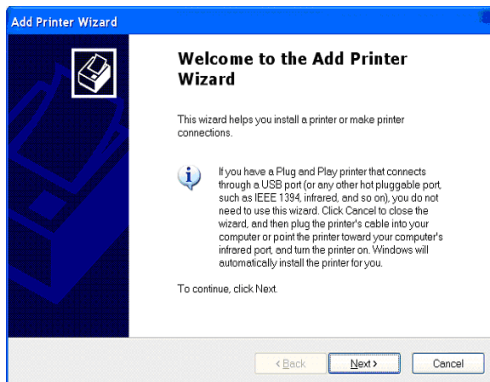 Add Printer Wizard
Welcome to the Add Printer
Wizard
This wizard helps you install a printer or make printer
connections.
If you have a Plug and Play printer that connects
through a USB port (or any other hot pluggable port,
such as IEEE 1394, infrared, and so on), you do not
need to use this wizard. Click Cancel to close the
wizard, and then plug the printer's cable into your
computer or point the printer toward your computer's
infrared port, and turn the printer on. Windows will
automatically install the printer for you.
To continue, click Next.
< Back Next > Cancel